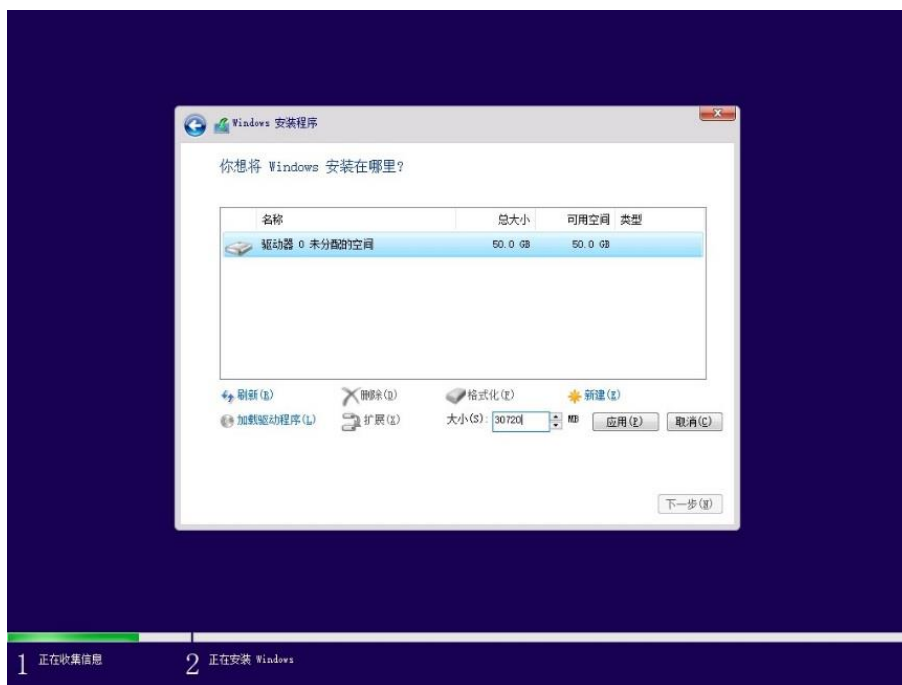 Windows 安装程序
你想将 Windows 安装在哪里?
名称 总大小 可用空间 类型
驱动器 0 未分配的空间 50.0 GB 50.0 GB
刷新(R) 删除(D) 格式化(F) 新建(E)
加载驱动程序(L) 扩展(X) 大小(S): 30720 MB 应用(P) 取消(C)
下一步(N)
1 正在收集信息 2 正在安装 Windows